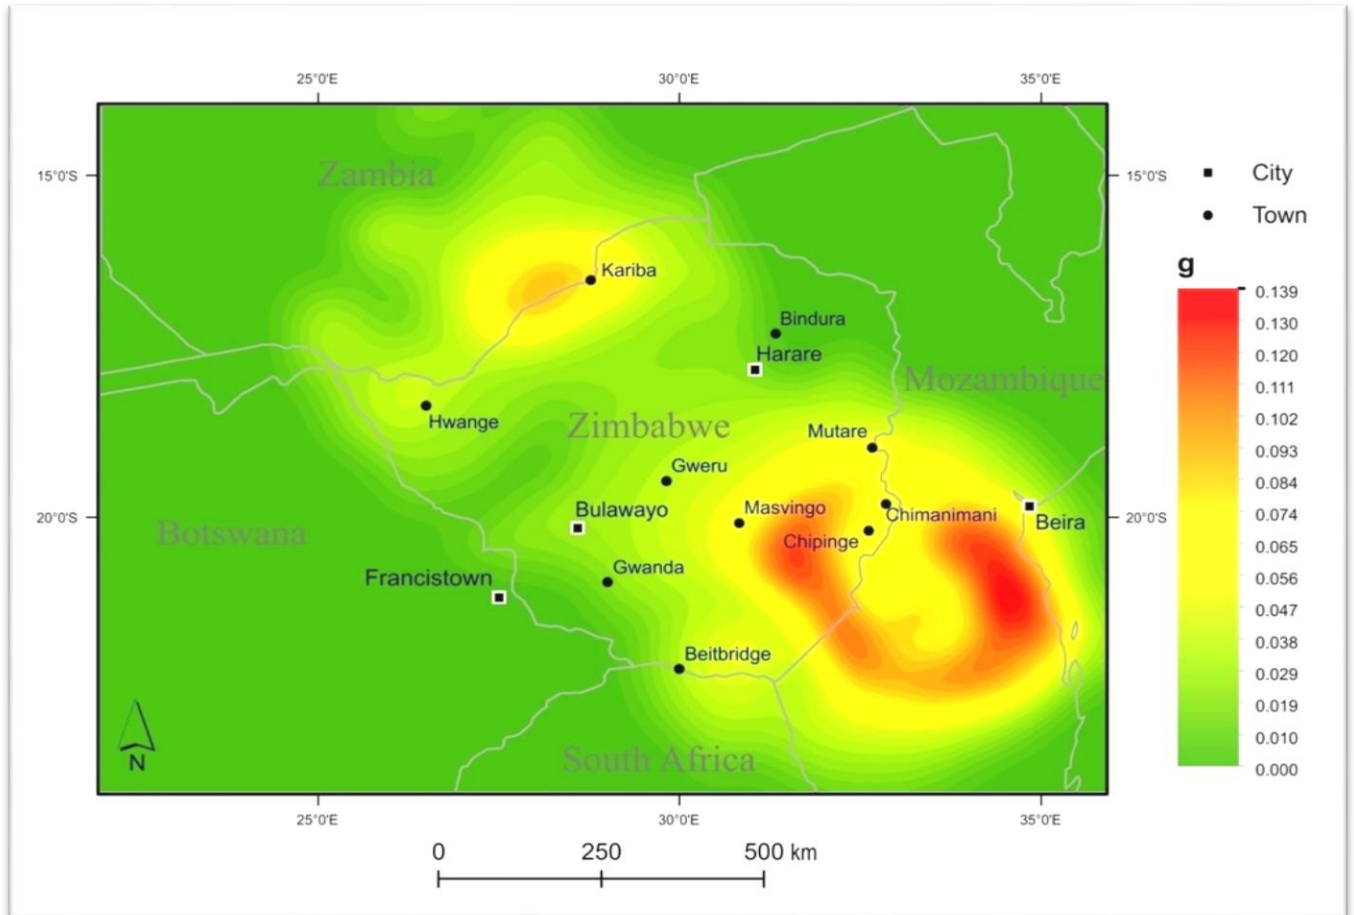 25°0'E 30°0'E 35°0'E
15°0'S 15°0'S
Zambia
City
Town
g
Kariba
0.139
Bindura
0.130
Harare
0.120
Mozambique
0.111
Hwange
Zimbabwe
Mutare
0.102
Gweru
0.093
0.084
Bulawayo
Masvingo
Chimanimani
0.074
20°0'S 20°0'S
Botswana
Beira
Chipinge
0.065
Francistown
Gwanda
0.056
0.047
Beitbridge
0.038
0.029
0.019
N
South Africa
0.010
0.000
25°0'E 30°0'E 35°0'E
0 250 500 km